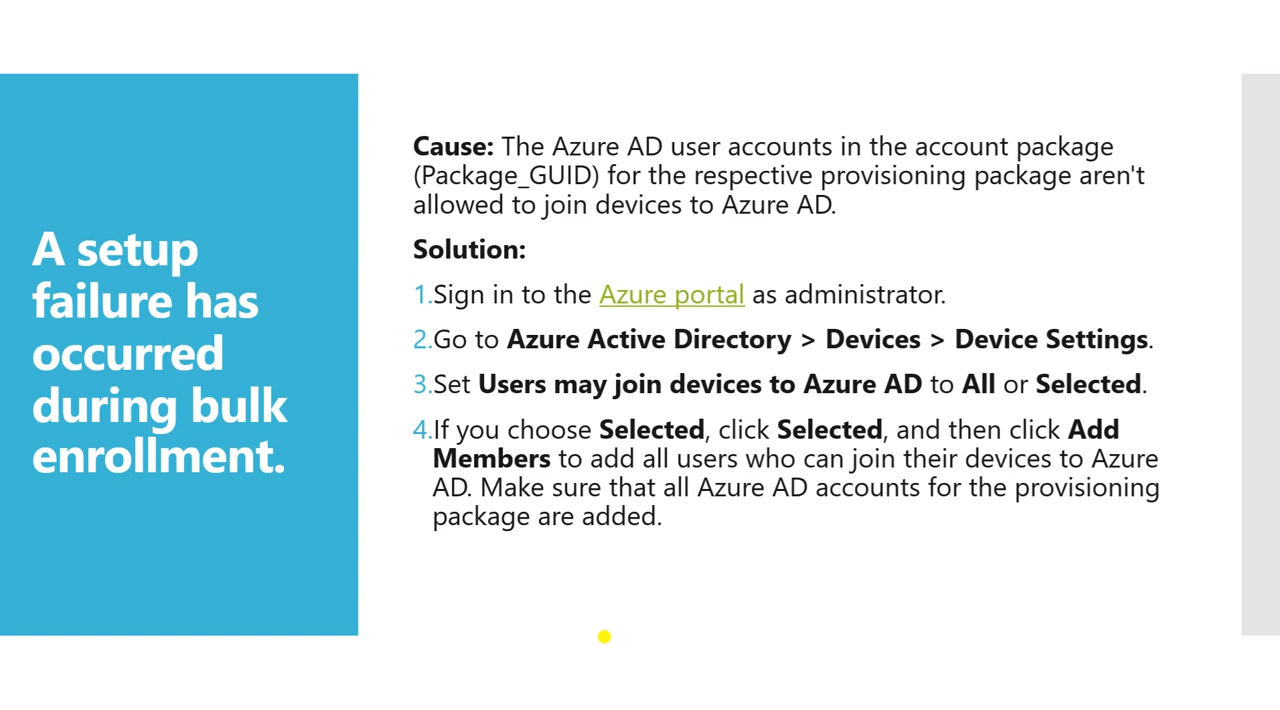 A setup
failure has
occurred
during bulk
enrollment.
Cause: The Azure AD user accounts in the account package
(Package_GUID) for the respective provisioning package aren't
allowed to join devices to Azure AD.
Solution:
1.Sign in to the Azure portal as administrator.
2.Go to Azure Active Directory > Devices > Device Settings.
3.Set Users may join devices to Azure AD to All or Selected.
4.If you choose Selected, click Selected, and then click Add
Members to add all users who can join their devices to Azure
AD. Make sure that all Azure AD accounts for the provisioning
package are added.